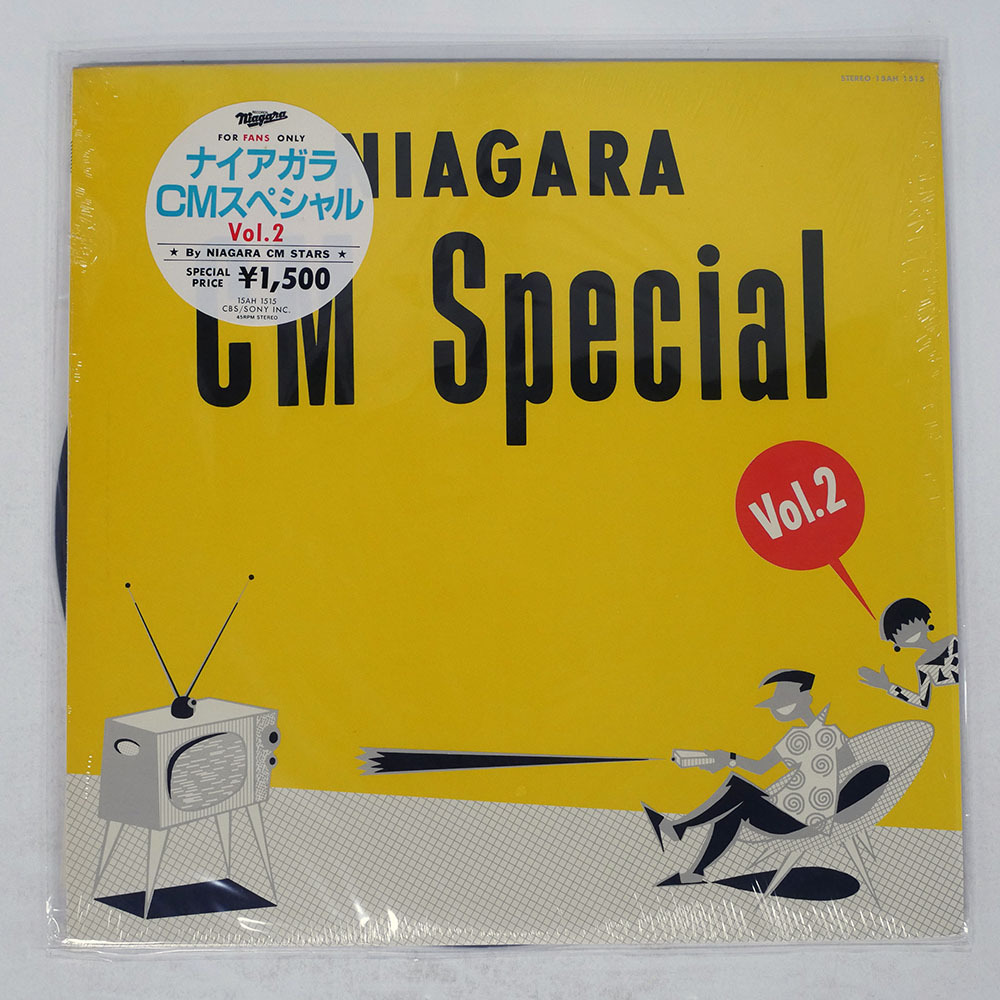 STEREO 15AH 1515
RECORDS
Niagara
FOR FANS ONLY
ナイアガラ
CMスペシャル
Vol.2
★ By NIAGARA CM STARS ★
SPECIAL PRICE ¥1,500
15AH 1515
CBS/SONY INC.
45RPM STEREO
NIAGARA
CM Special
Vol.2